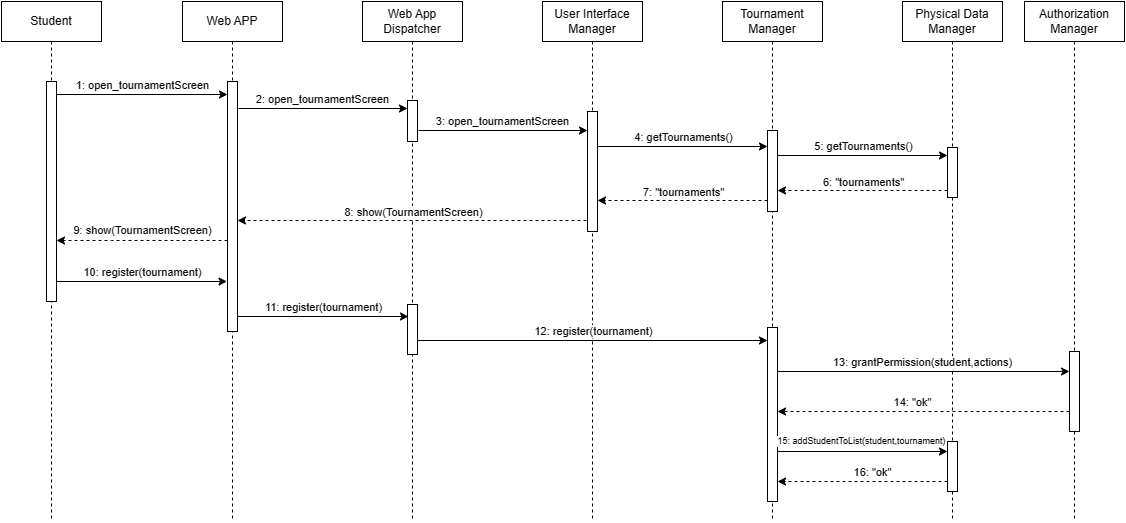 Student
Web APP
Web App
Dispatcher
User Interface
Manager
Tournament
Manager
Physical Data
Manager
Authorization
Manager
1: open_tournamentScreen
2: open_tournamentScreen
3: open_tournamentScreen
4: getTournaments()
5: getTournaments()
6: "tournaments"
7: "tournaments"
8: show(TournamentScreen)
9: show(TournamentScreen)
10: register(tournament)
11: register(tournament)
12: register(tournament)
13: grantPermission(student,actions)
14: "ok"
15: addStudentToList(student,tournament)
16: "ok"